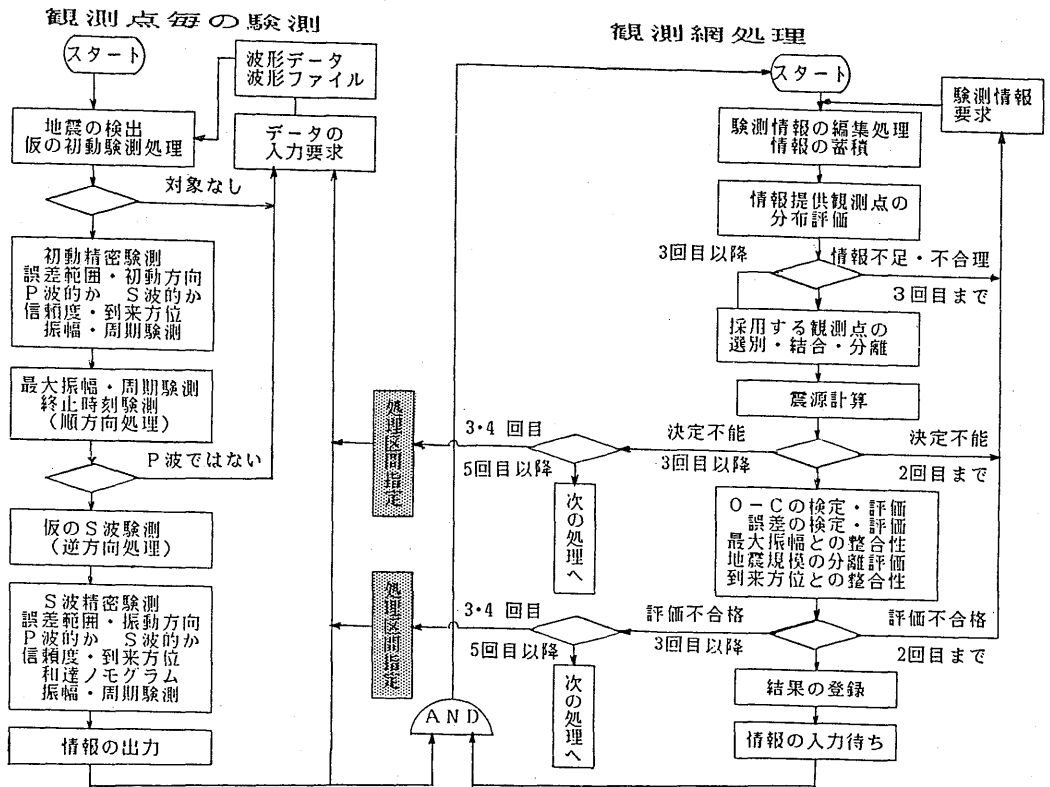 観測点毎の験測
スタート
波形データ
波形ファイル
地震の検出
仮の初動験測処理
データの
入力要求
対象なし
初動精密験測
誤差範囲・初動方向
P波的か S波的か
信頼度・到来方位
振幅・周期験測
最大振幅・周期験測
終止時刻験測
(順方向処理)
P波ではない
仮のS波験測
(逆方向処理)
S波精密験測
誤差範囲・振動方向
P波的か S波的か
信頼度・到来方位
和達ノモグラム
振幅・周期験測
情報の出力
観測網処理
スタート
験測情報
要求
験測情報の編集処理
情報の蓄積
情報提供観測点の
分布評価
3回目以降
情報不足・不合理
3回目まで
採用する観測点の
選別・結合・分離
震源計算
処理区間指定
3・4 回目
5回目以降
決定不能
3回目以降
決定不能
2回目まで
次の処理へ
O-Cの検定・評価
誤差の検定・評価
最大振幅との整合性
地震規模の分離評価
到来方位との整合性
処理区間指定
3・4 回目
5回目以降
評価不合格
3回目以降
評価不合格
2回目まで
次の処理へ
結果の登録
AND
情報の入力待ち